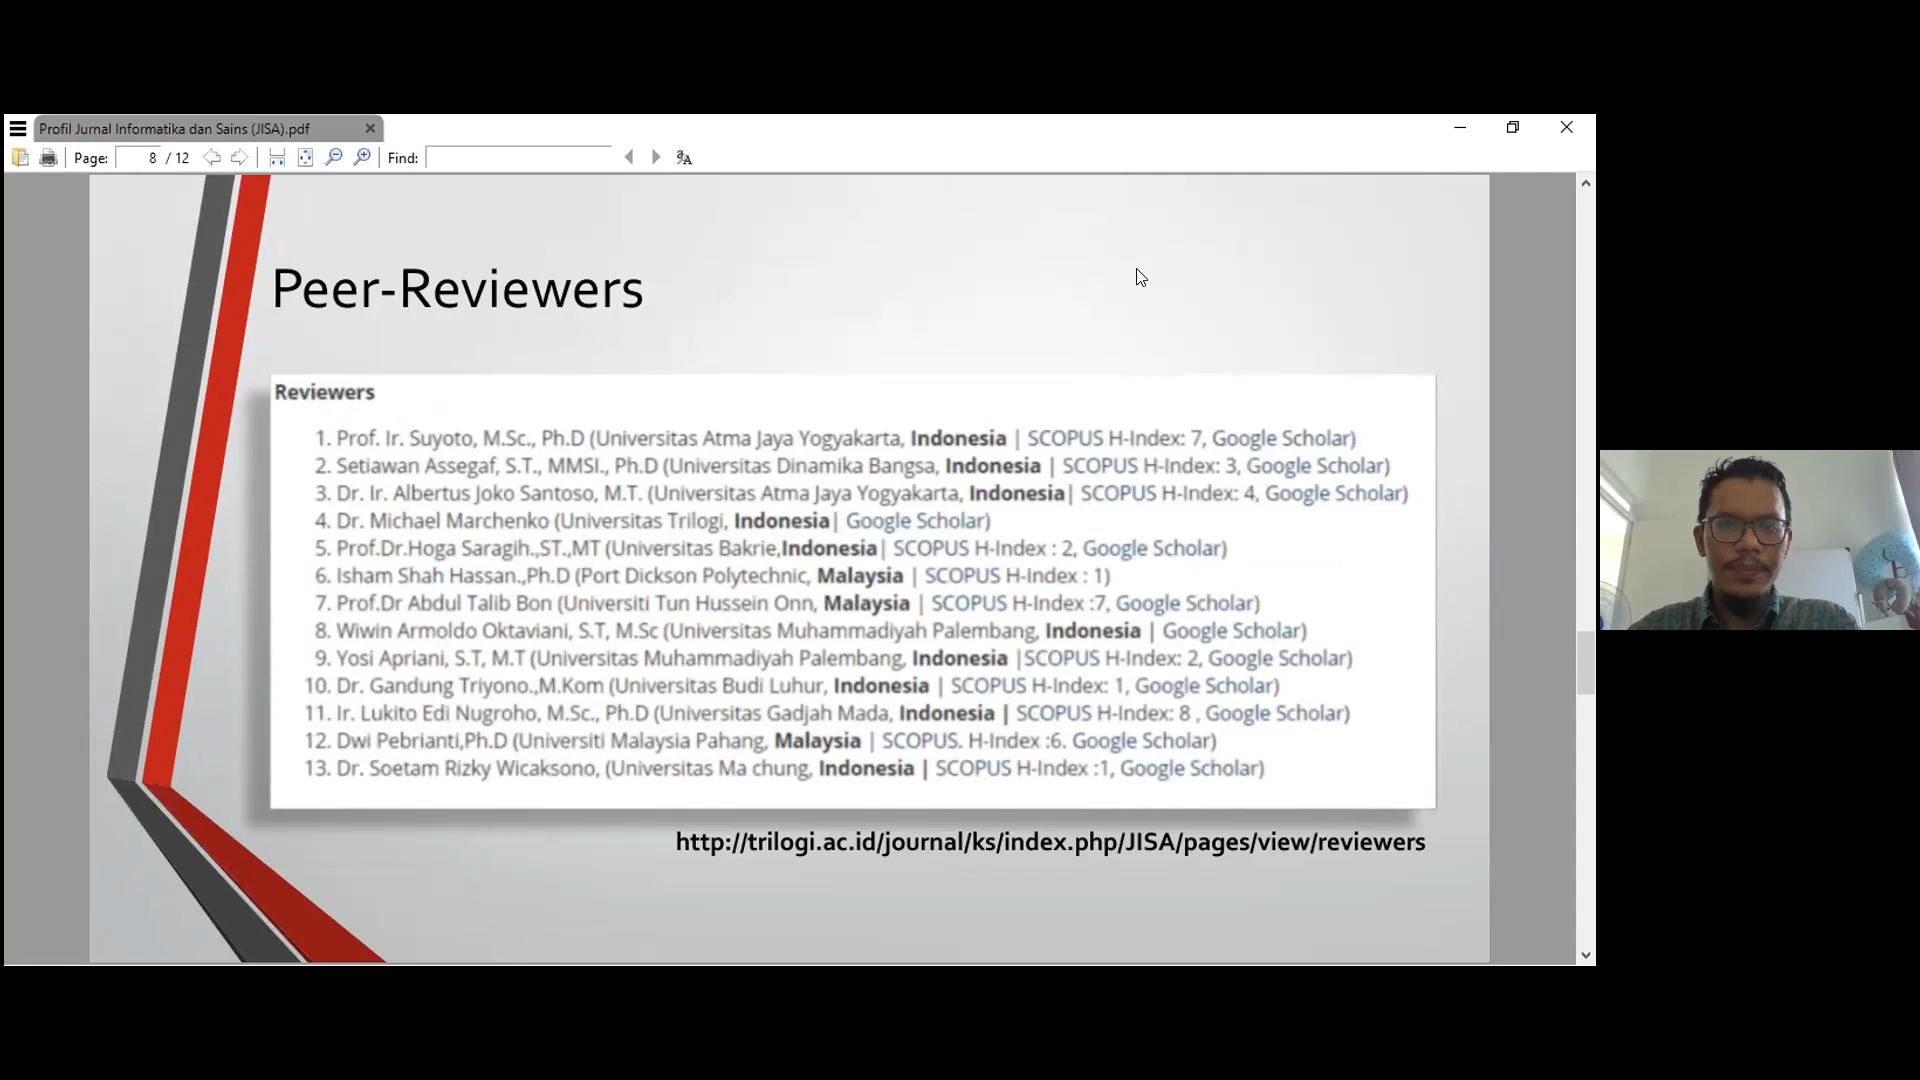 Profil Jurnal Informatika dan Sains (JISA).pdf
Page: 8 / 12 Find:
Peer-Reviewers
Reviewers
1. Prof. Ir. Suyoto, M.Sc., Ph.D (Universitas Atma Jaya Yogyakarta, Indonesia | SCOPUS H-Index: 7, Google Scholar)
2. Setiawan Assegaf, S.T., MMSI., Ph.D (Universitas Dinamika Bangsa, Indonesia | SCOPUS H-Index: 3, Google Scholar)
3. Dr. Ir. Albertus Joko Santoso, M.T. (Universitas Atma Jaya Yogyakarta, Indonesia| SCOPUS H-Index: 4, Google Scholar)
4. Dr. Michael Marchenko (Universitas Trilogi, Indonesia| Google Scholar)
5. Prof.Dr.Hoga Saragih.,ST.,MT (Universitas Bakrie,Indonesia| SCOPUS H-Index : 2, Google Scholar)
6. Isham Shah Hassan.,Ph.D (Port Dickson Polytechnic, Malaysia | SCOPUS H-Index : 1)
7. Prof.Dr Abdul Talib Bon (Universiti Tun Hussein Onn, Malaysia | SCOPUS H-Index :7, Google Scholar)
8. Wiwin Armoldo Oktaviani, S.T, M.Sc (Universitas Muhammadiyah Palembang, Indonesia | Google Scholar)
9. Yosi Apriani, S.T, M.T (Universitas Muhammadiyah Palembang, Indonesia |SCOPUS H-Index: 2, Google Scholar)
10. Dr. Gandung Triyono.,M.Kom (Universitas Budi Luhur, Indonesia | SCOPUS H-Index: 1, Google Scholar)
11. Ir. Lukito Edi Nugroho, M.Sc., Ph.D (Universitas Gadjah Mada, Indonesia | SCOPUS H-Index: 8 , Google Scholar)
12. Dwi Pebrianti,Ph.D (Universiti Malaysia Pahang, Malaysia | SCOPUS. H-Index :6. Google Scholar)
13. Dr. Soetam Rizky Wicaksono, (Universitas Ma chung, Indonesia | SCOPUS H-Index :1, Google Scholar)
http://trilogi.ac.id/journal/ks/index.php/JISA/pages/view/reviewers